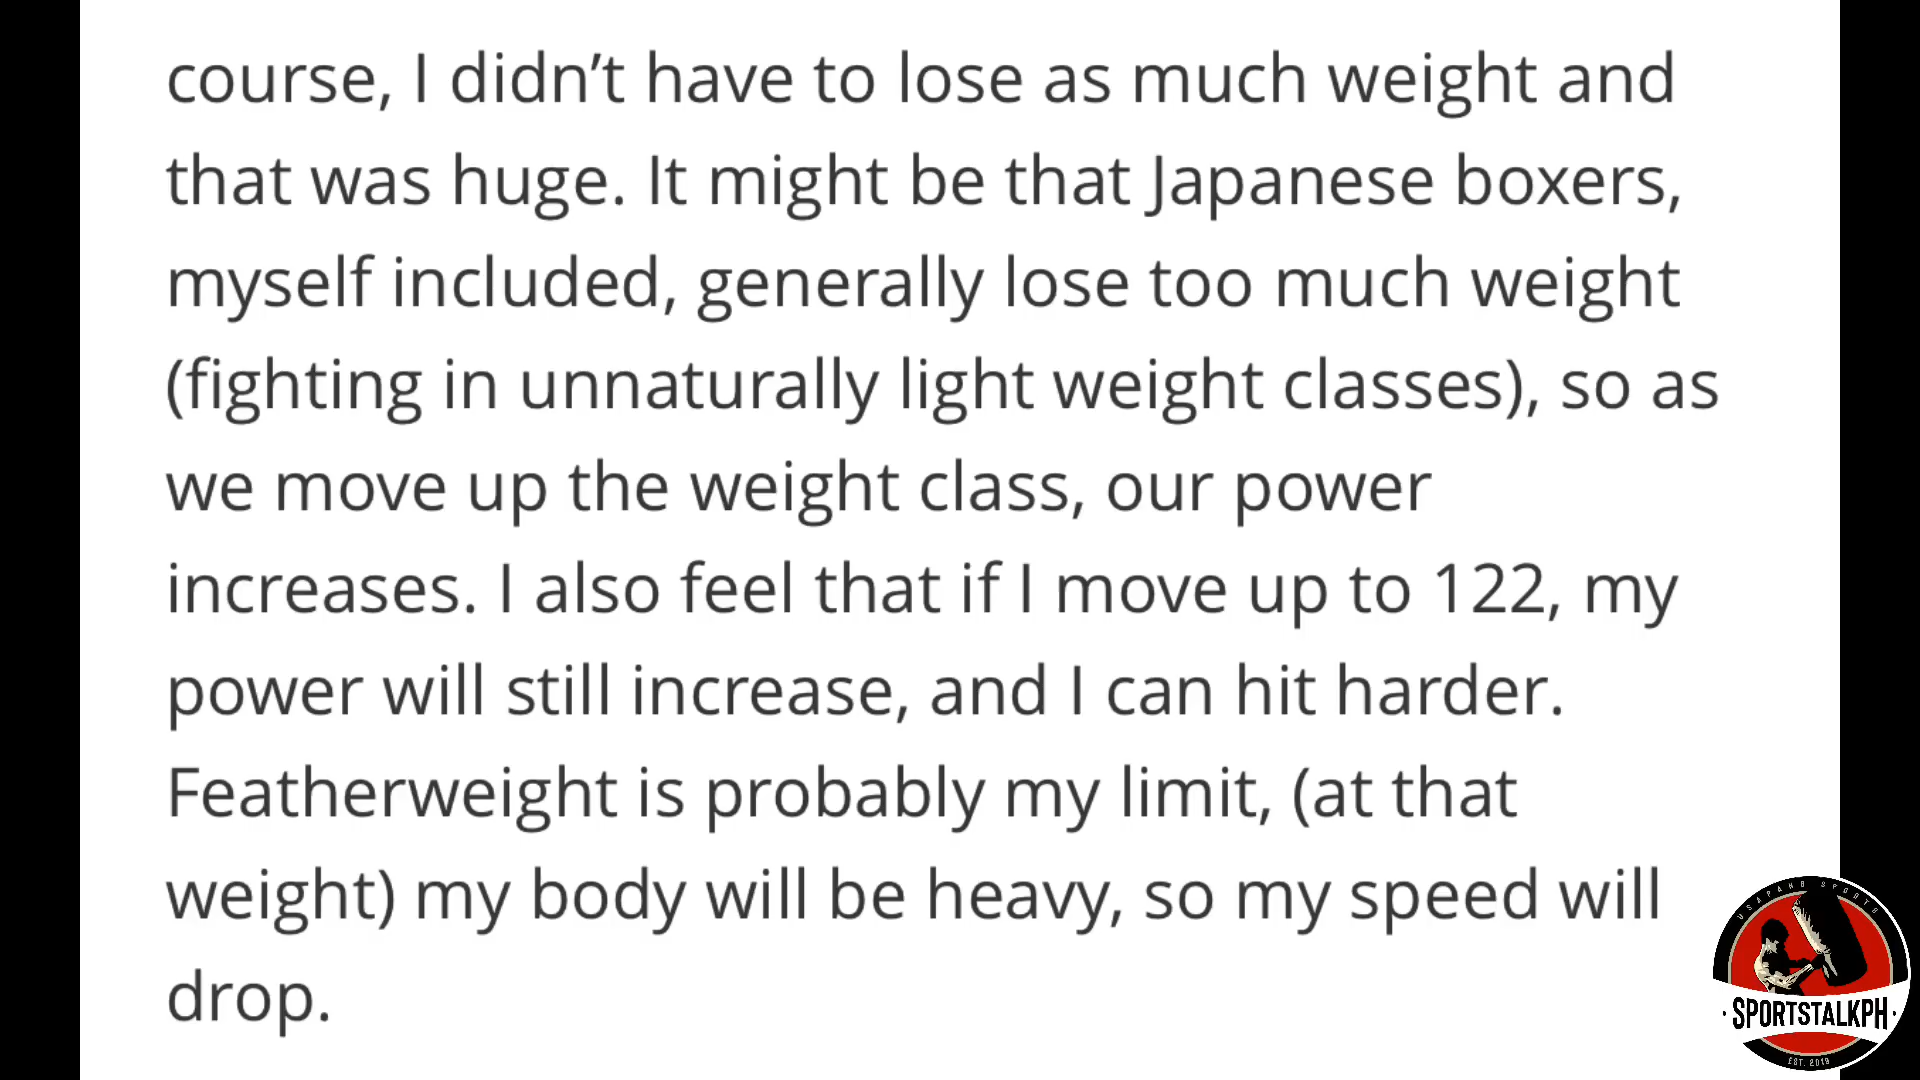 course, I didn’t have to lose as much weight and
that was huge. It might be that Japanese boxers,
myself included, generally lose too much weight
(fighting in unnaturally light weight classes), so as
we move up the weight class, our power
increases. I also feel that if I move up to 122, my
power will still increase, and I can hit harder.
Featherweight is probably my limit, (at that
weight) my body will be heavy, so my speed will
drop.
USAPANG SPORTS
·SPORTSTALKPH·
EST. 2019